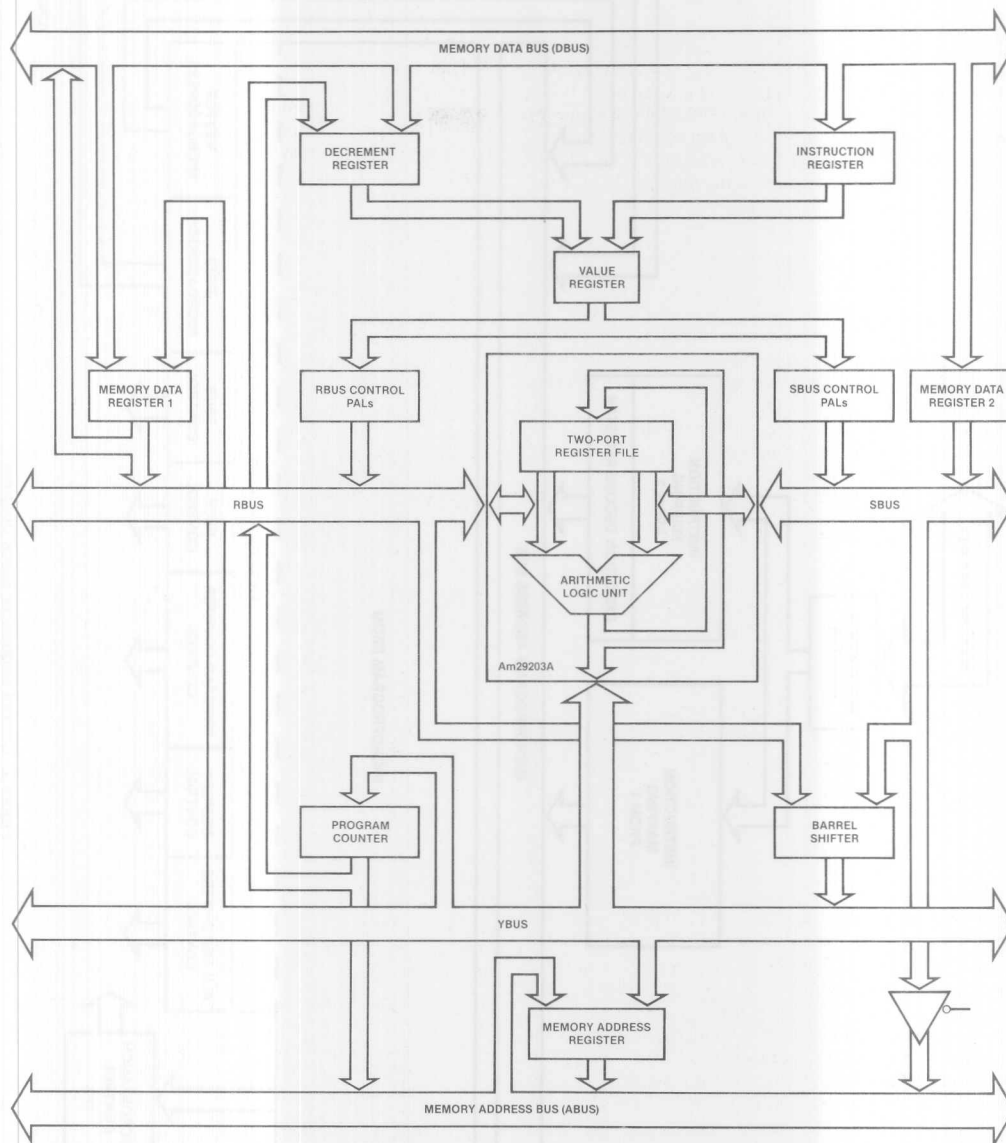 MEMORY DATA BUS (DBUS)
DECREMENT
REGISTER
INSTRUCTION
REGISTER
VALUE
REGISTER
MEMORY DATA
REGISTER 1
RBUS CONTROL
PALs
SBUS CONTROL
PALs
MEMORY DATA
REGISTER 2
TWO-PORT
REGISTER FILE
RBUS
SBUS
ARITHMETIC
LOGIC UNIT
Am29203A
PROGRAM
COUNTER
BARREL
SHIFTER
YBUS
MEMORY ADDRESS
REGISTER
MEMORY ADDRESS BUS (ABUS)